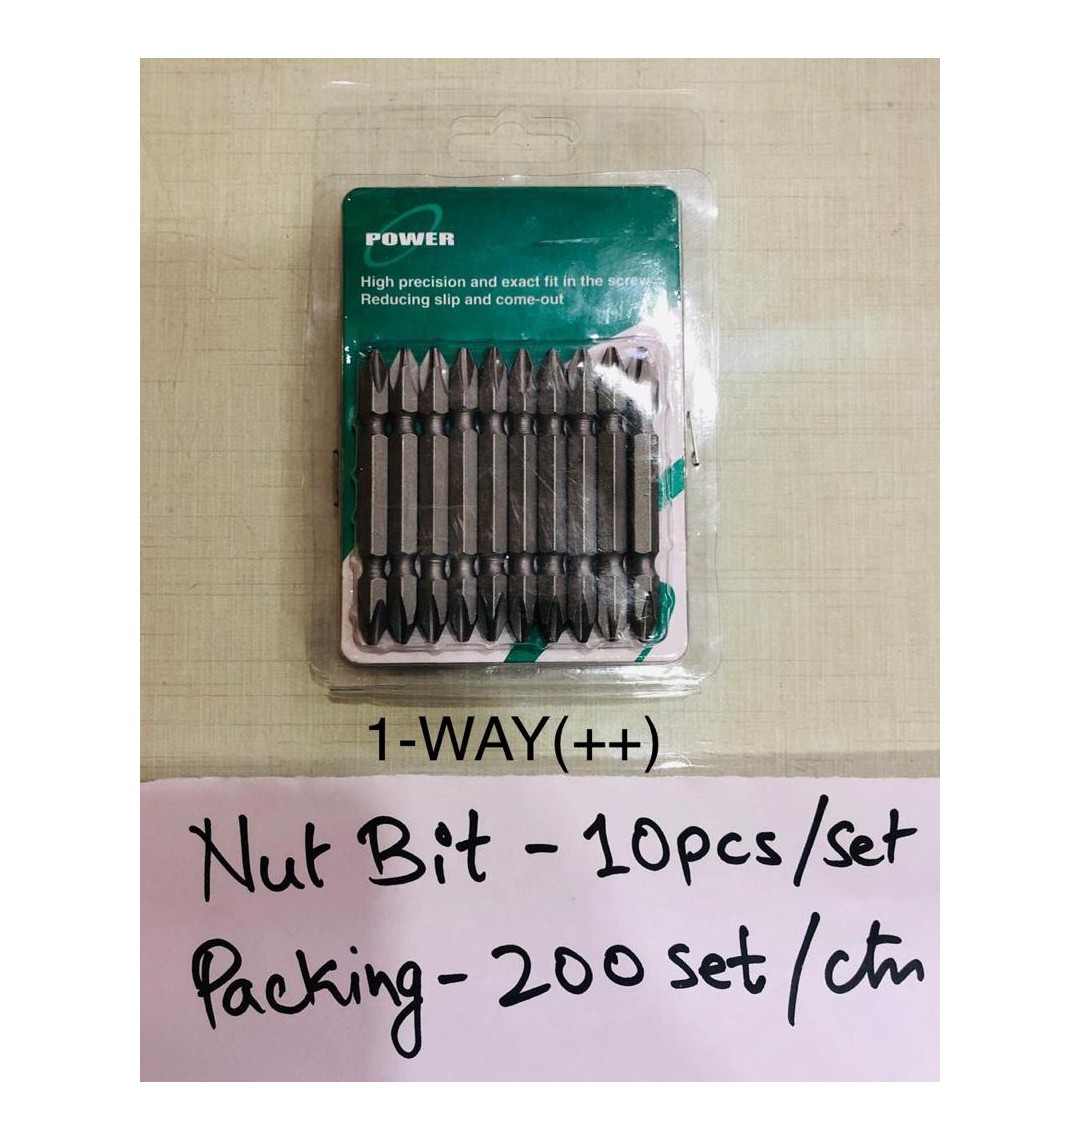 POWER
High precision and exact fit in the screw
Reducing slip and come-out
1-WAY(++)
Nut Bit - 10pcs/set
Packing - 200 set/ctn